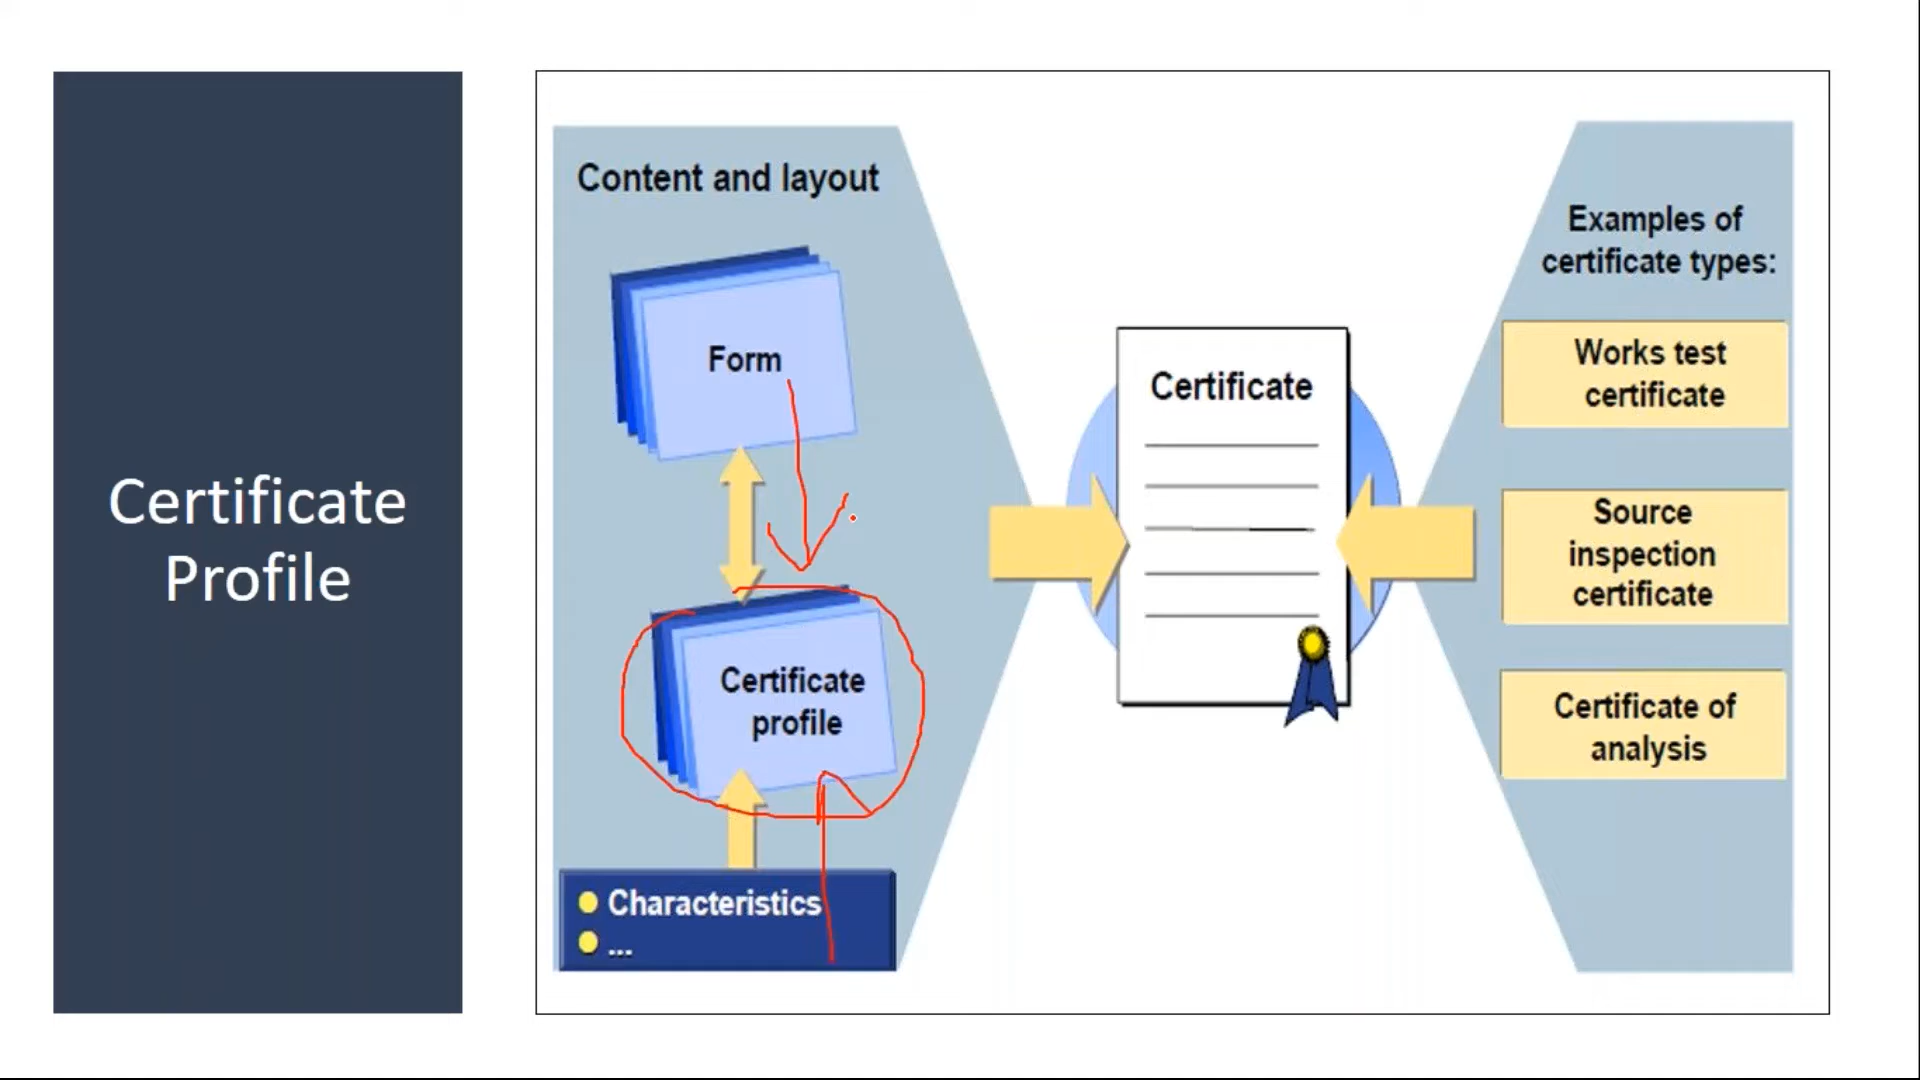 Certificate
Profile
Content and layout
Form
Certificate
profile
Characteristics
...
Certificate
Examples of
certificate types:
Works test
certificate
Source
inspection
certificate
Certificate of
analysis